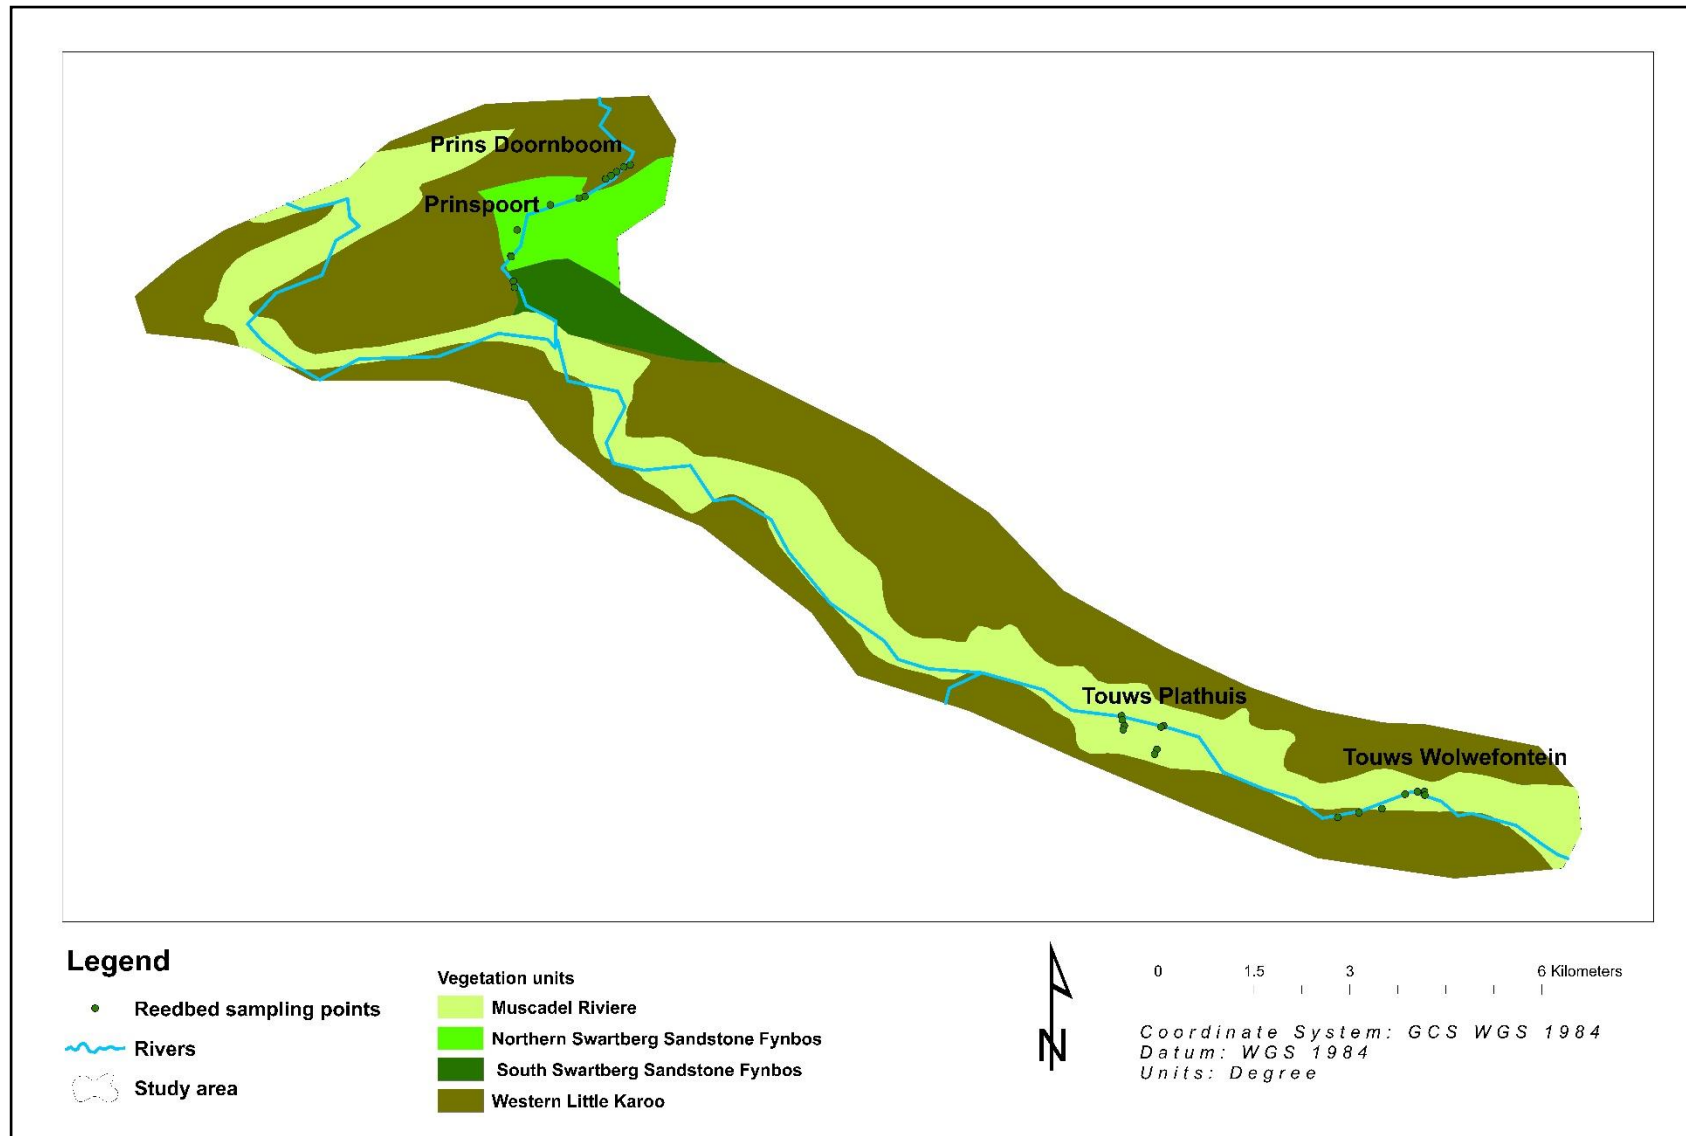 Prins Doornboom
Prinspoort
Touws Plathuis
Touws Wolwefontein
Legend
Reedbed sampling points
Rivers
Study area
Vegetation units
Muscadel Riviere
Northern Swartberg Sandstone Fynbos
South Swartberg Sandstone Fynbos
Western Little Karoo
N
0 1.5 3 6 Kilometers
Coordinate System: GCS WGS 1984
Datum: WGS 1984
Units: Degree